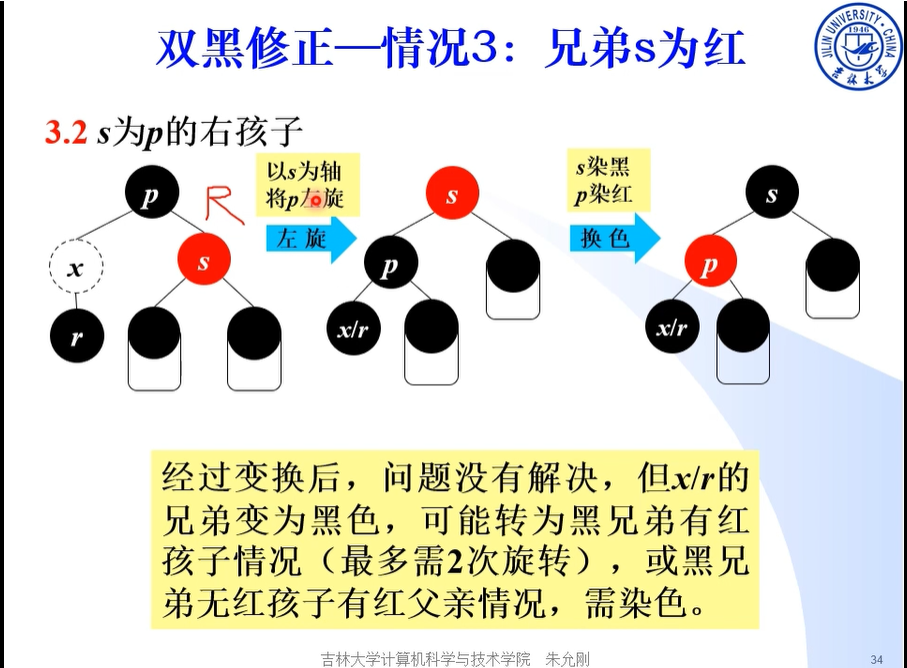 双黑修正—情况3：兄弟s为红
JILIN UNIVERSITY·CHINA
1946
吉林大学
3.2 s为p的右孩子
以s为轴
将p左旋
左旋
s染黑
p染红
换色
p
R
s
s
x
s
p
p
r
x/r
x/r
经过变换后，问题没有解决，但x/r的
兄弟变为黑色，可能转为黑兄弟有红
孩子情况（最多需2次旋转），或黑兄
弟无红孩子有红父亲情况，需染色。
吉林大学计算机科学与技术学院 朱允刚
34